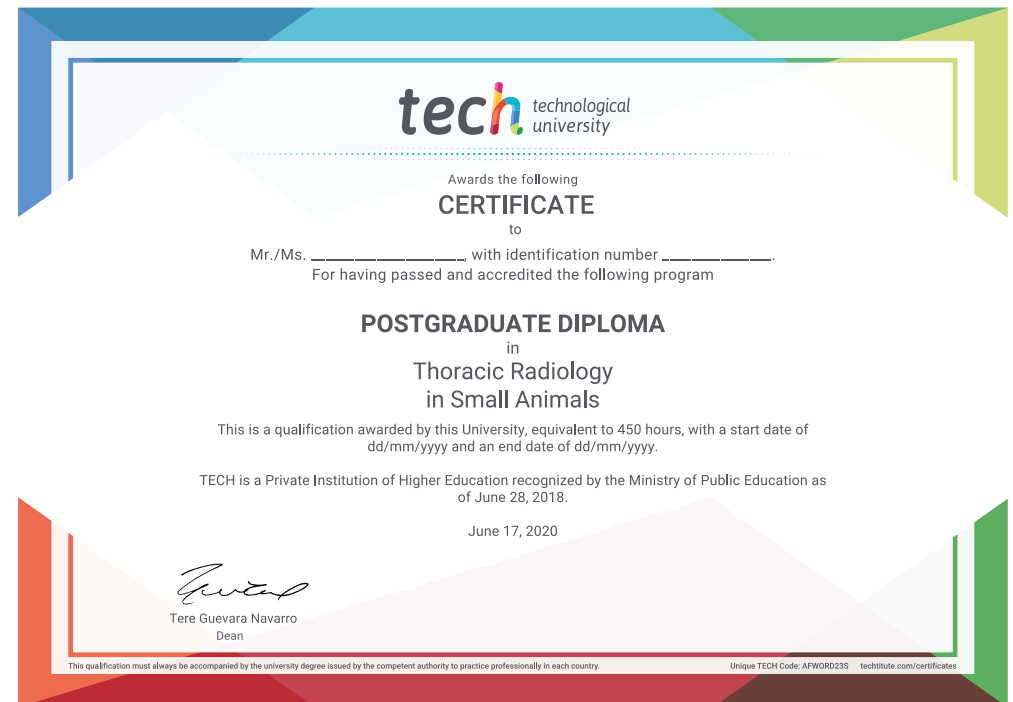 tech technological
university
Awards the following
CERTIFICATE
to
Mr./Ms. ______________, with identification number __________.
For having passed and accredited the following program
POSTGRADUATE DIPLOMA
in
Thoracic Radiology
in Small Animals
This is a qualification awarded by this University, equivalent to 450 hours, with a start date of
dd/mm/yyyy and an end date of dd/mm/yyyy.
TECH is a Private Institution of Higher Education recognized by the Ministry of Public Education as
of June 28, 2018.
June 17, 2020
Tere Guevara Navarro
Dean
This qualification must always be accompanied by the university degree issued by the competent authority to practice professionally in each country.
Unique TECH Code: AFWORD23S techtitute.com/certificates